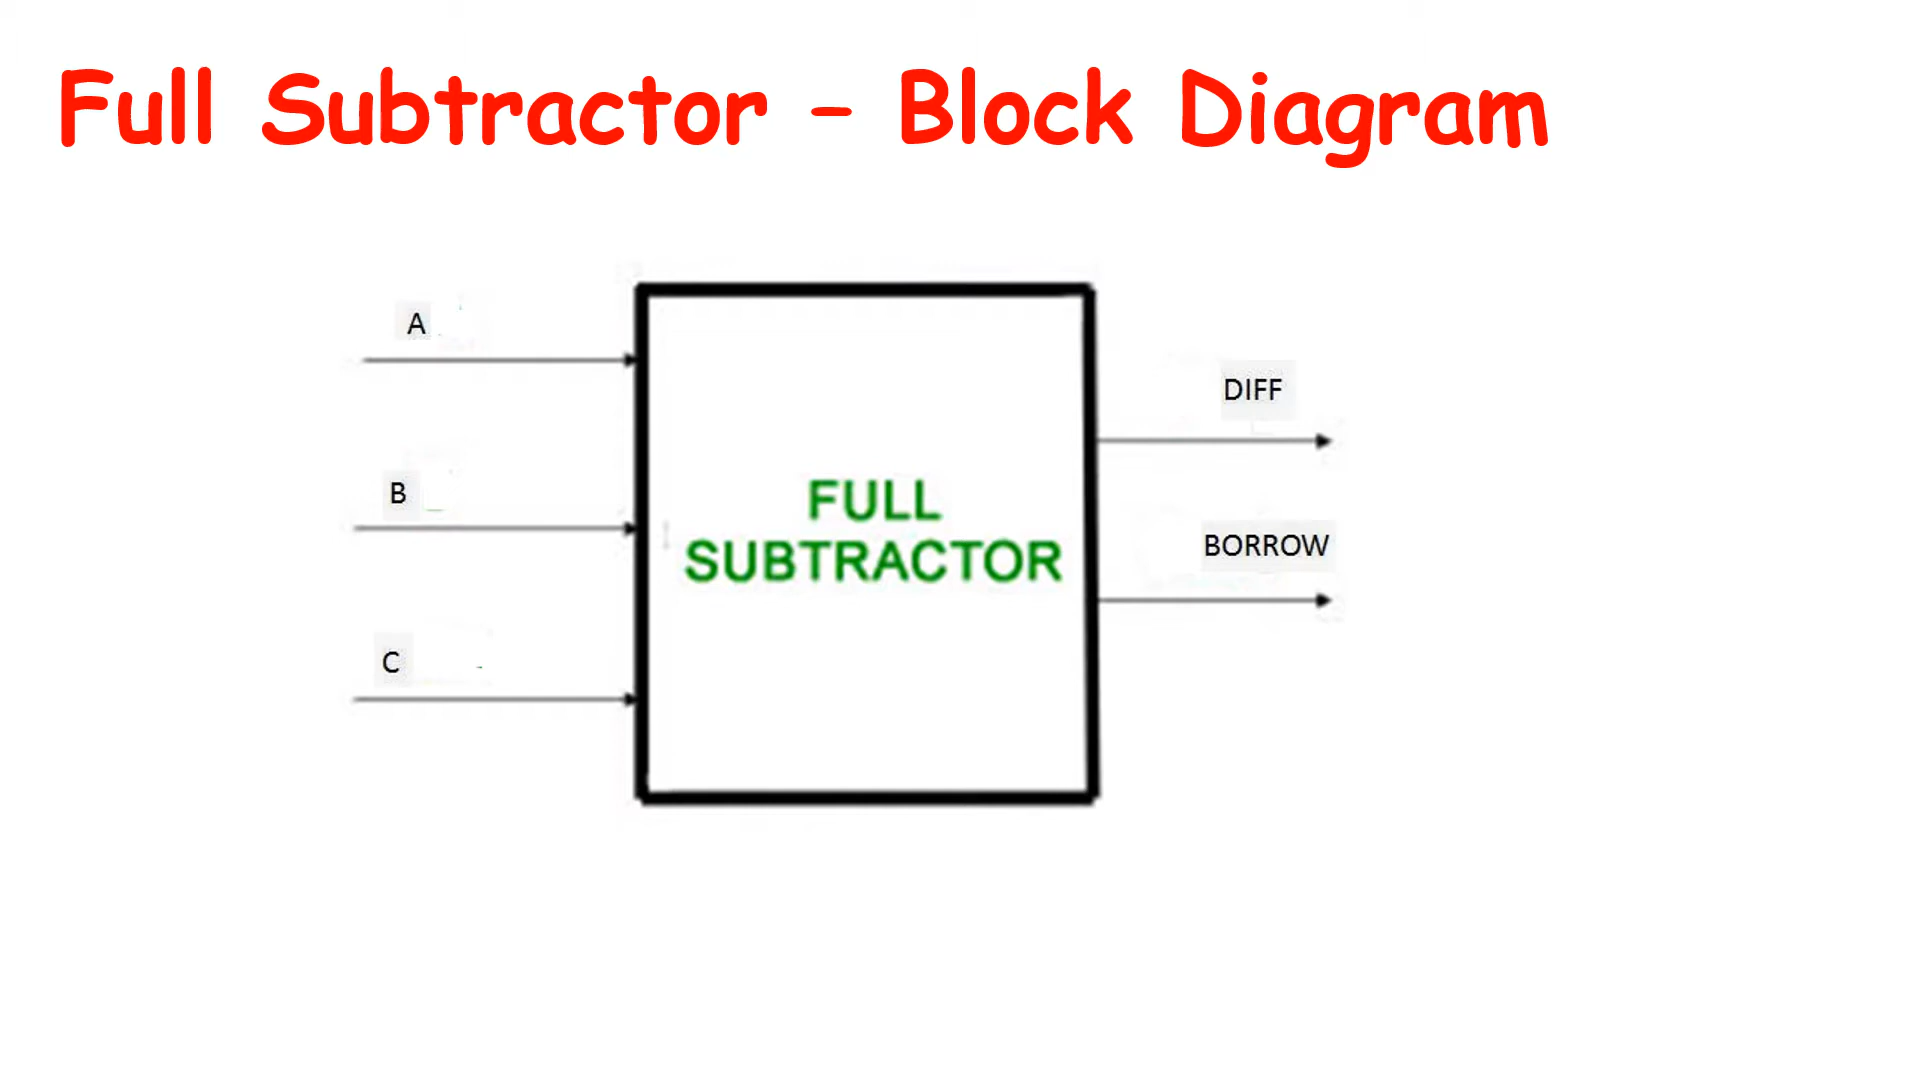 Full Subtractor – Block Diagram
A
B
C
FULL
SUBTRACTOR
DIFF
BORROW